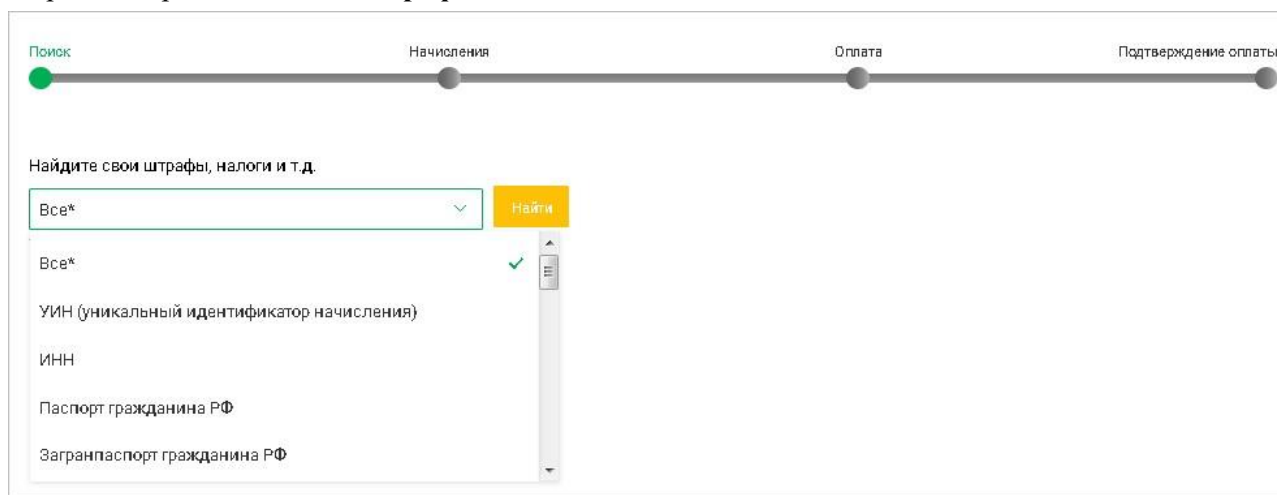 Поиск Начисления Оплата Подтверждение оплаты
Найдите свои штрафы, налоги и т.д.
Все* Найти
Все*
УИН (уникальный идентификатор начисления)
ИНН
Паспорт гражданина РФ
Загранпаспорт гражданина РФ